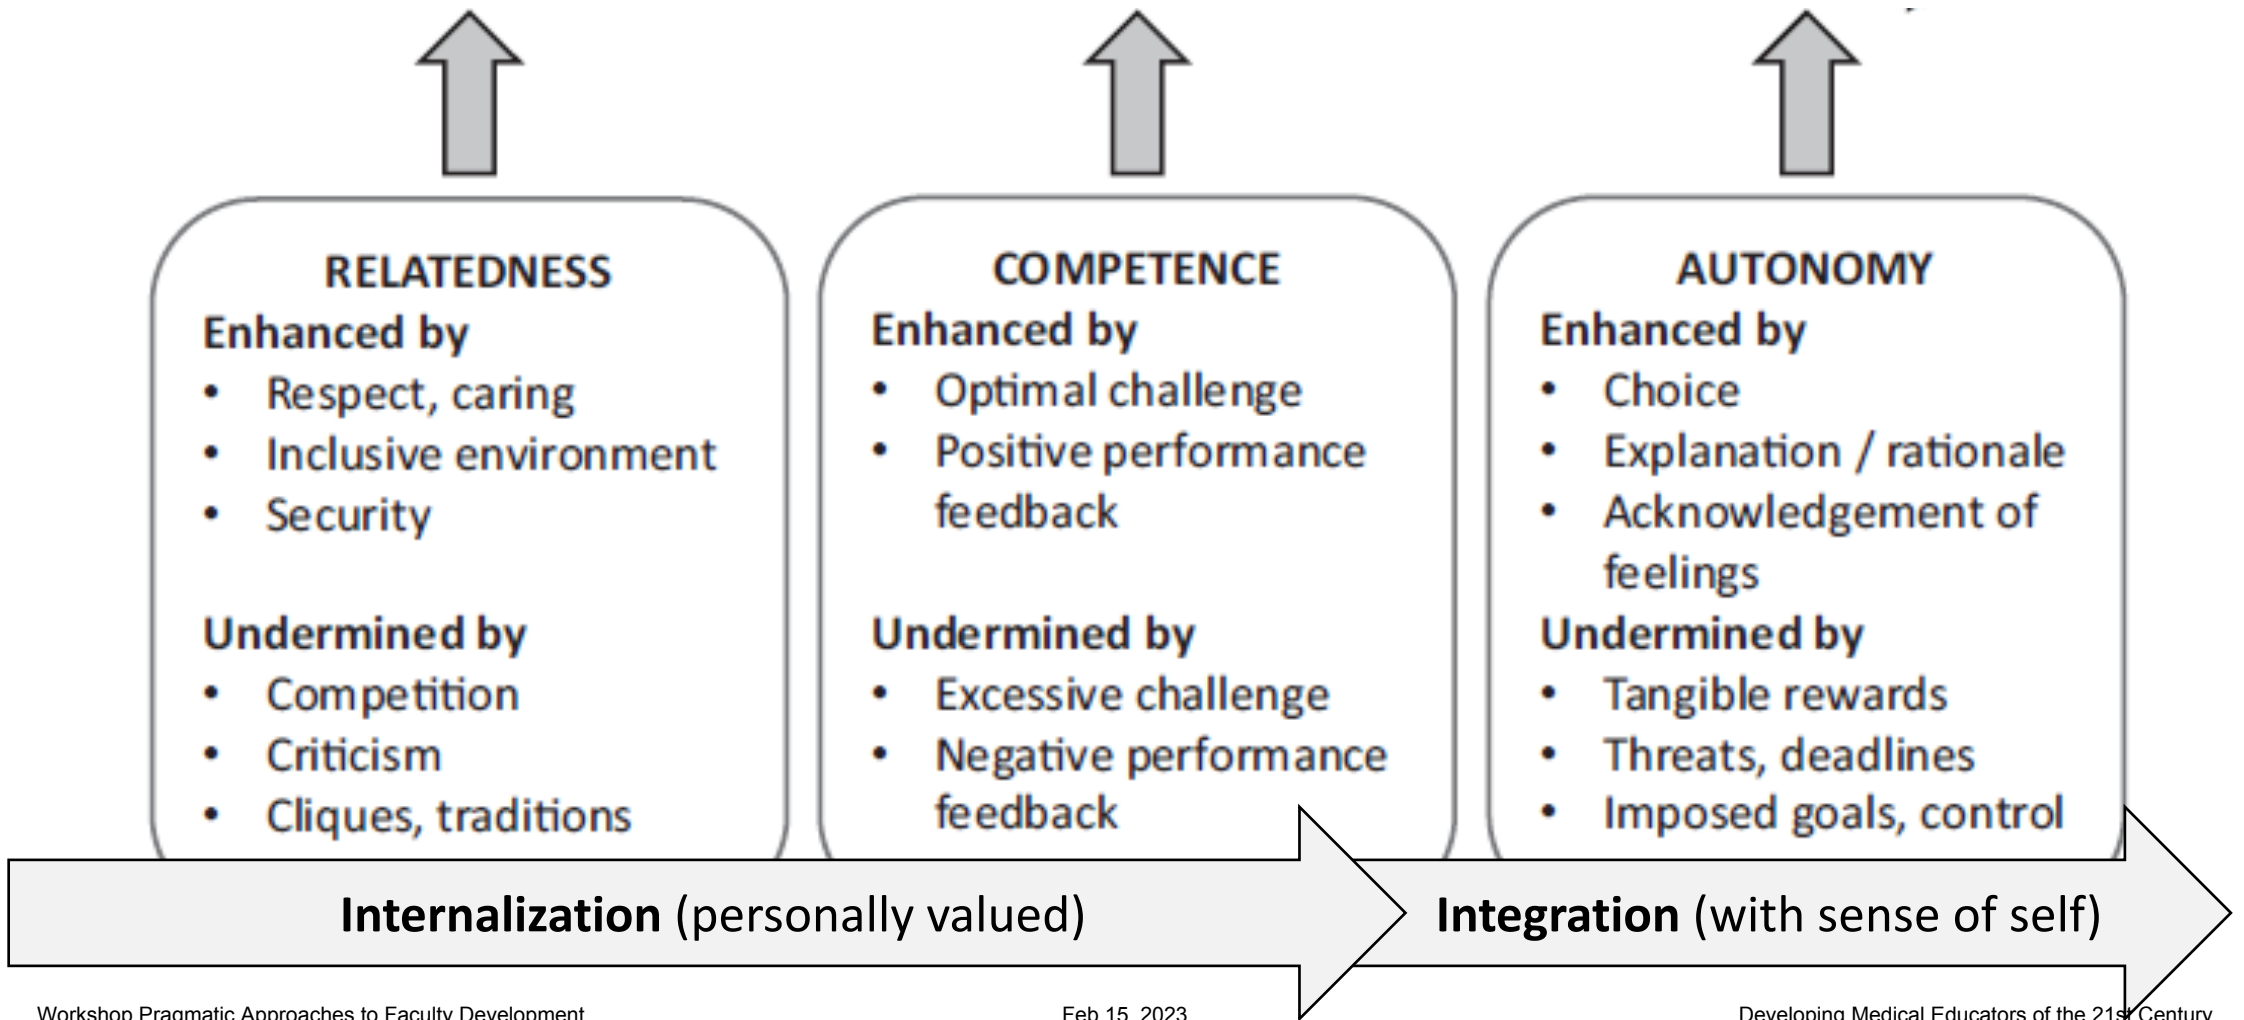 RELATEDNESS
Enhanced by
• Respect, caring
• Inclusive environment
• Security
Undermined by
• Competition
• Criticism
• Cliques, traditions
COMPETENCE
Enhanced by
• Optimal challenge
• Positive performance
feedback
Undermined by
• Excessive challenge
• Negative performance
feedback
AUTONOMY
Enhanced by
• Choice
• Explanation / rationale
• Acknowledgement of
feelings
Undermined by
• Tangible rewards
• Threats, deadlines
• Imposed goals, control
Internalization (personally valued)
Integration (with sense of self)
Workshop Pragmatic Approaches to Faculty Development
Feb 15, 2023
Developing Medical Educators of the 21st Century